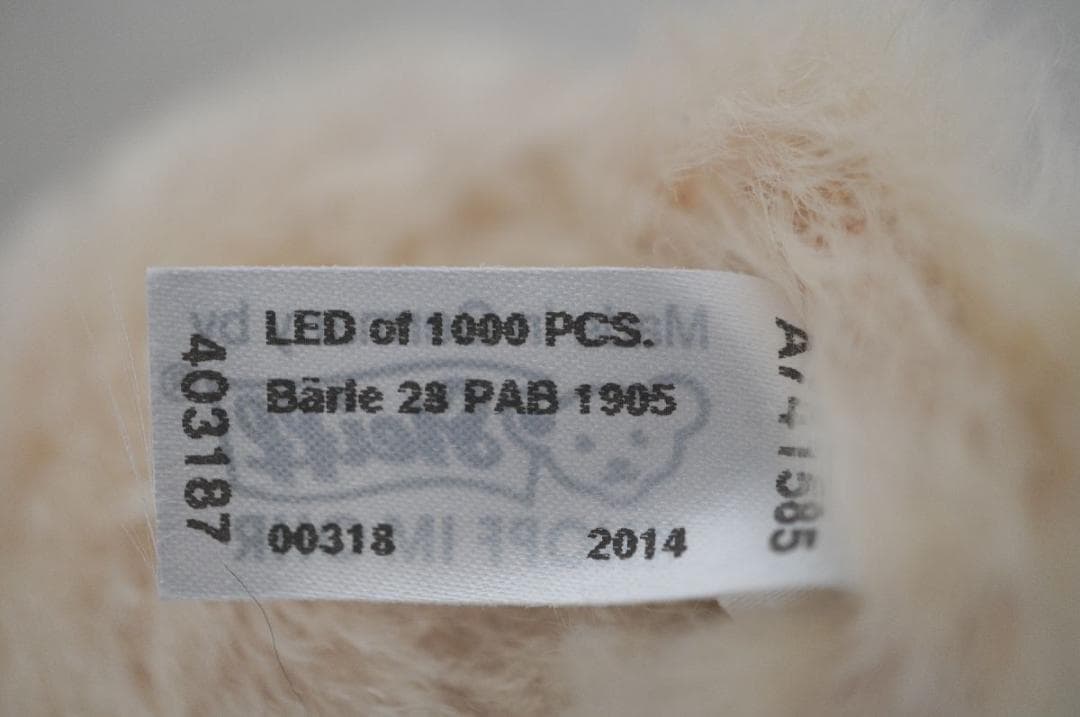 LED of 1000 PCS.
Bärle 28 PAB 1905
00318 2014
403187